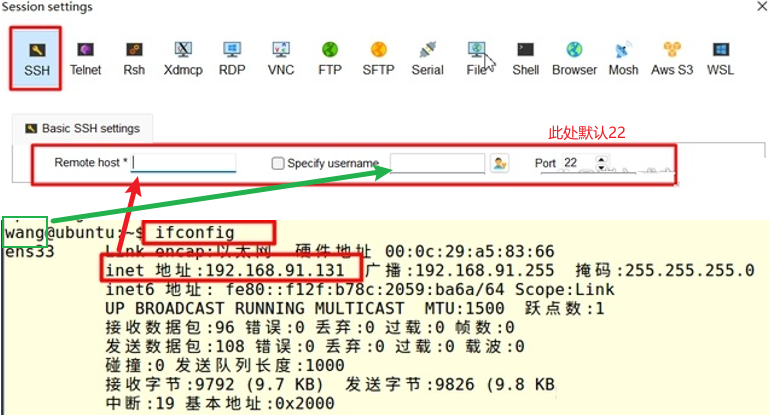 Session settings
SSH Telnet Rsh Xdmcp RDP VNC FTP SFTP Serial File Shell Browser Mosh Aws S3 WSL
Basic SSH settings
此处默认22
Remote host * Specify username Port 22
wang@ubuntu:~$ ifconfig
ens33 Link encap:以太网 硬件地址 00:0c:29:a5:83:66
inet 地址:192.168.91.131 广播:192.168.91.255 掩码:255.255.255.0
inet6 地址: fe80::f12f:b78c:2059:ba6a/64 Scope:Link
UP BROADCAST RUNNING MULTICAST MTU:1500 跃点数:1
接收数据包:96 错误:0 丢弃:0 过载:0 帧数:0
发送数据包:108 错误:0 丢弃:0 过载:0 载波:0
碰撞:0 发送队列长度:1000
接收字节:9792 (9.7 KB) 发送字节:9826 (9.8 KB
中断:19 基本地址:0x2000